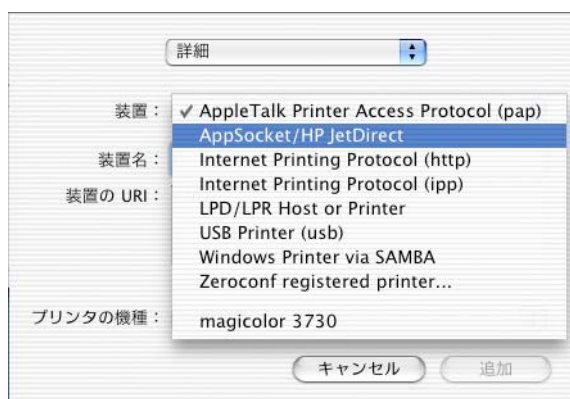 詳細
装置：
✓ AppleTalk Printer Access Protocol (pap)
AppSocket/HP JetDirect
装置名：
Internet Printing Protocol (http)
Internet Printing Protocol (ipp)
装置の URI：
LPD/LPR Host or Printer
USB Printer (usb)
Windows Printer via SAMBA
Zeroconf registered printer...
プリンタの機種：
magicolor 3730
キャンセル
追加